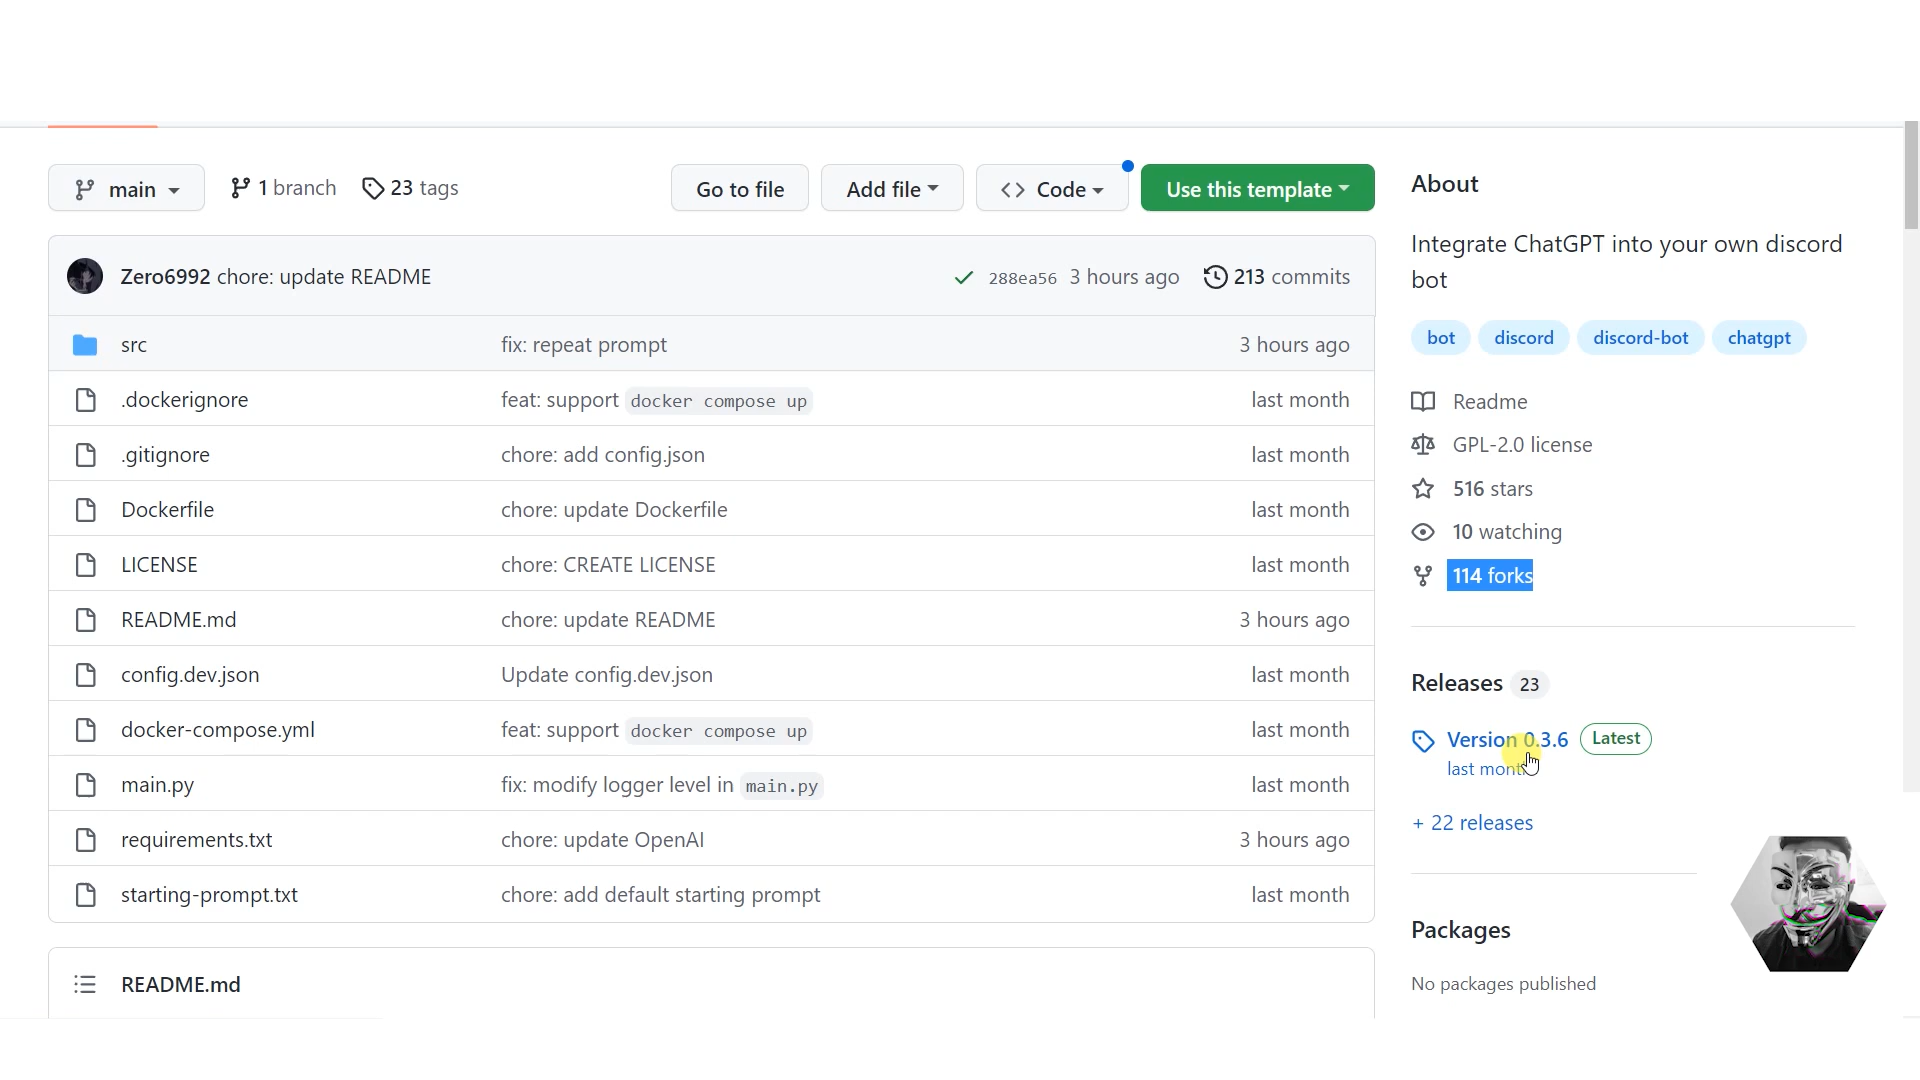 main
1 branch
23 tags
Go to file
Add file
Code
Use this template
Zero6992 chore: update README
288ea56 3 hours ago
213 commits
src fix: repeat prompt 3 hours ago
.dockerignore feat: support docker compose up last month
.gitignore chore: add config.json last month
Dockerfile chore: update Dockerfile last month
LICENSE chore: CREATE LICENSE last month
README.md chore: update README 3 hours ago
config.dev.json Update config.dev.json last month
docker-compose.yml feat: support docker compose up last month
main.py fix: modify logger level in main.py last month
requirements.txt chore: update OpenAI 3 hours ago
starting-prompt.txt chore: add default starting prompt last month
README.md
About
Integrate ChatGPT into your own discord
bot
bot discord discord-bot chatgpt
Readme
GPL-2.0 license
516 stars
10 watching
114 forks
Releases 23
Version 0.3.6 Latest
last month
+ 22 releases
Packages
No packages published